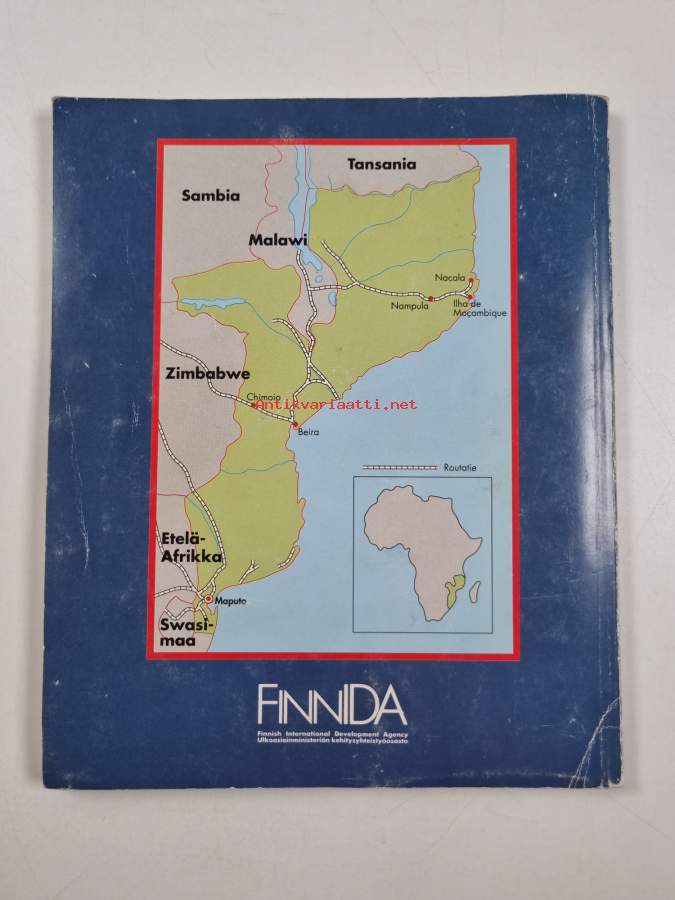 Tansania
Sambia
Malawi
Nacala
Nampula
Ilha de
Moçambique
Zimbabwe
Chimoio
Antikvariaatti.net
Beira
Rautatie
Etelä-
Afrikka
Maputo
Swasi-
maa
FINNIDA
Finnish International Development Agency
Ulkoasiainministeriön kehitysyhteistyöosasto